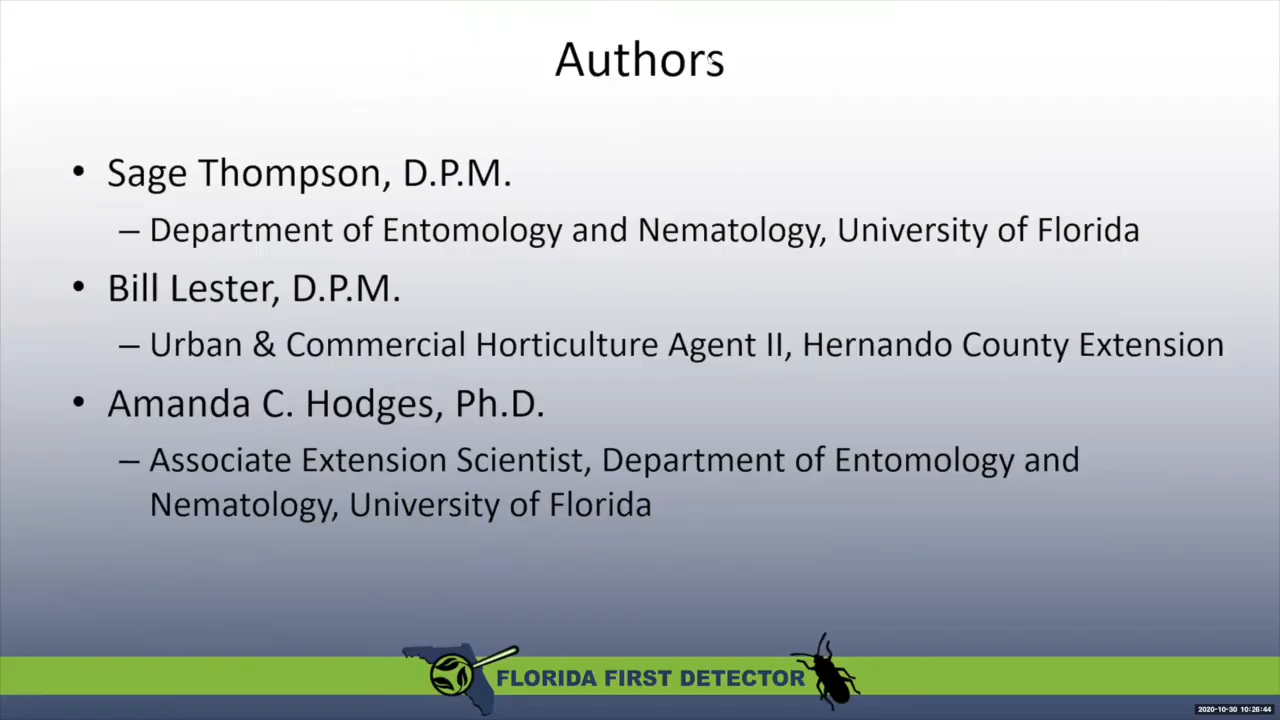 Authors
• Sage Thompson, D.P.M.
– Department of Entomology and Nematology, University of Florida
• Bill Lester, D.P.M.
– Urban & Commercial Horticulture Agent II, Hernando County Extension
• Amanda C. Hodges, Ph.D.
– Associate Extension Scientist, Department of Entomology and
Nematology, University of Florida
FLORIDA FIRST DETECTOR
2020-10-30 10:26:44